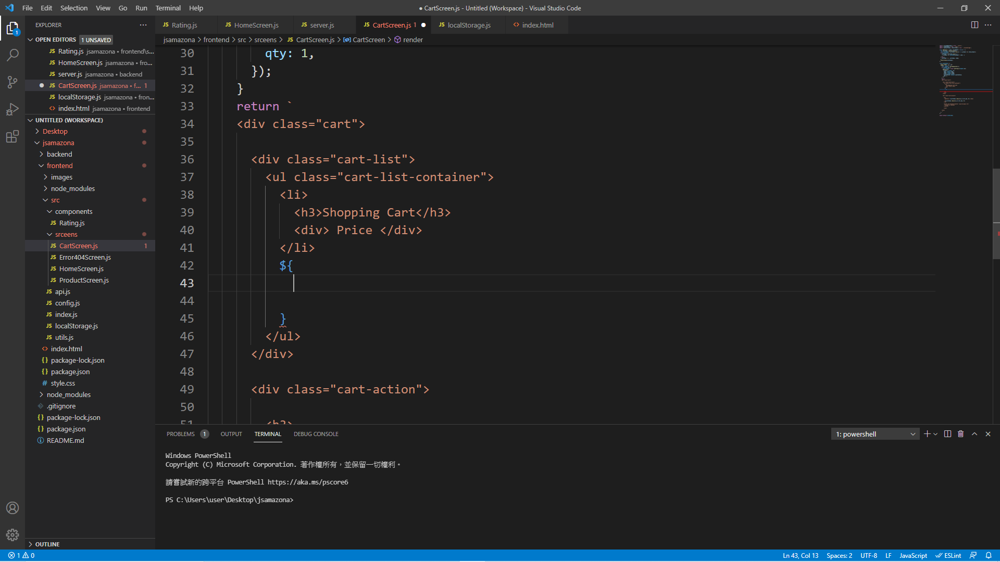 File Edit Selection View Go Run Terminal Help
● CartScreen.js - Untitled (Workspace) - Visual Studio Code
EXPLORER
OPEN EDITORS 1 UNSAVED
JS Rating.js jsamazona • frontend\s...
JS HomeScreen.js jsamazona • fro...
JS server.js jsamazona • backend
JS CartScreen.js jsamazona • f... 1
JS localStorage.js jsamazona • fron...
<> index.html jsamazona • frontend
UNTITLED (WORKSPACE)
Desktop
jsamazona
backend
frontend
images
node_modules
src
components
JS Rating.js
srceens
JS CartScreen.js 1
JS Error404Screen.js
JS HomeScreen.js
JS ProductScreen.js
JS api.js
JS config.js
JS index.js
JS localStorage.js
JS utils.js
<> index.html
{} package-lock.json
{} package.json
# style.css
node_modules
.gitignore
{} package-lock.json
{} package.json
README.md
OUTLINE
JS Rating.js JS HomeScreen.js JS server.js JS CartScreen.js 1 JS localStorage.js <> index.html
jsamazona > frontend > src > srceens > JS CartScreen.js > CartScreen > render
30 qty: 1,
31 });
32 }
33 return `
34 <div class="cart">
35
36 <div class="cart-list">
37 <ul class="cart-list-container">
38 <li>
39 <h3>Shopping Cart</h3>
40 <div> Price </div>
41 </li>
42 ${
43
44
45 }
46 </ul>
47 </div>
48
49 <div class="cart-action">
50
51 <h3>
PROBLEMS 1 OUTPUT TERMINAL DEBUG CONSOLE 1: powershell
Windows PowerShell
Copyright (C) Microsoft Corporation. 著作權所有，並保留一切權利。
請嘗試新的跨平台 PowerShell https://aka.ms/pscore6
PS C:\Users\user\Desktop\jsamazona>
1 0 Ln 43, Col 13 Spaces: 2 UTF-8 LF JavaScript ESLint